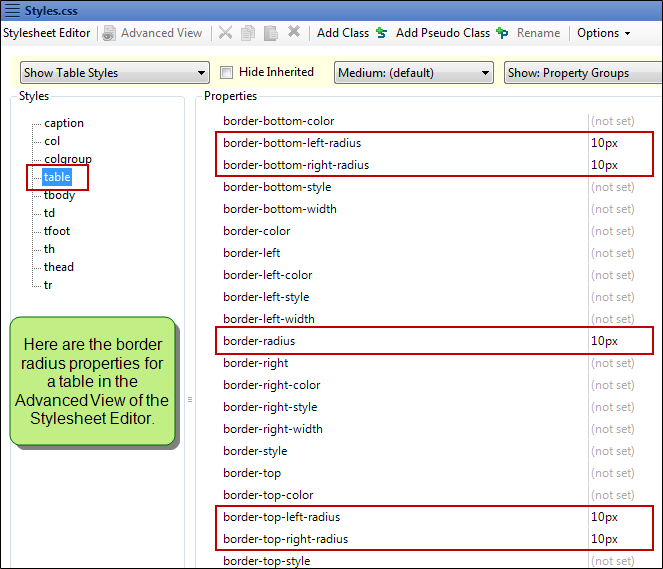 Styles.css
Stylesheet Editor Advanced View Add Class Add Pseudo Class Rename Options
Show Table Styles Hide Inherited Medium: (default) Show: Property Groups
Styles
caption
col
colgroup
table
tbody
td
tfoot
th
thead
tr
Here are the border
radius properties for
a table in the
Advanced View of the
Stylesheet Editor.
Properties
border-bottom-color (not set)
border-bottom-left-radius 10px
border-bottom-right-radius 10px
border-bottom-style (not set)
border-bottom-width (not set)
border-color (not set)
border-left (not set)
border-left-color (not set)
border-left-style (not set)
border-left-width (not set)
border-radius 10px
border-right (not set)
border-right-color (not set)
border-right-style (not set)
border-right-width (not set)
border-style (not set)
border-top (not set)
border-top-color (not set)
border-top-left-radius 10px
border-top-right-radius 10px
border-top-style (not set)